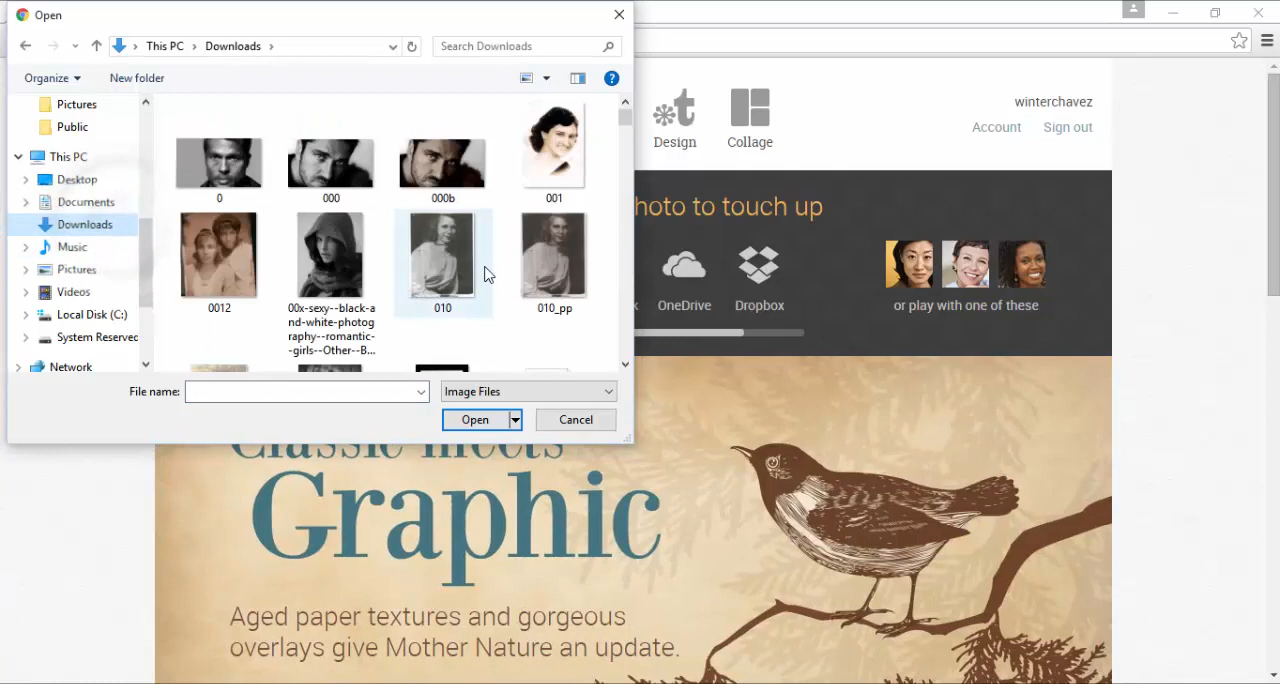 Open
This PC Downloads
Search Downloads
Organize New folder
Pictures
Public
This PC
Desktop
Documents
Downloads
Music
Pictures
Videos
Local Disk (C:)
System Reserved
Network
0 000 000b 001
0012
00x-sexy--black-a
nd-white-photog
raphy--romantic-
-girls--Other--B...
010 010_pp
File name:
Image Files
Open Cancel
Design Collage
winterchavez
Account Sign out
hoto to touch up
k OneDrive Dropbox
or play with one of these
Classic meets
Graphic
Aged paper textures and gorgeous
overlays give Mother Nature an update.